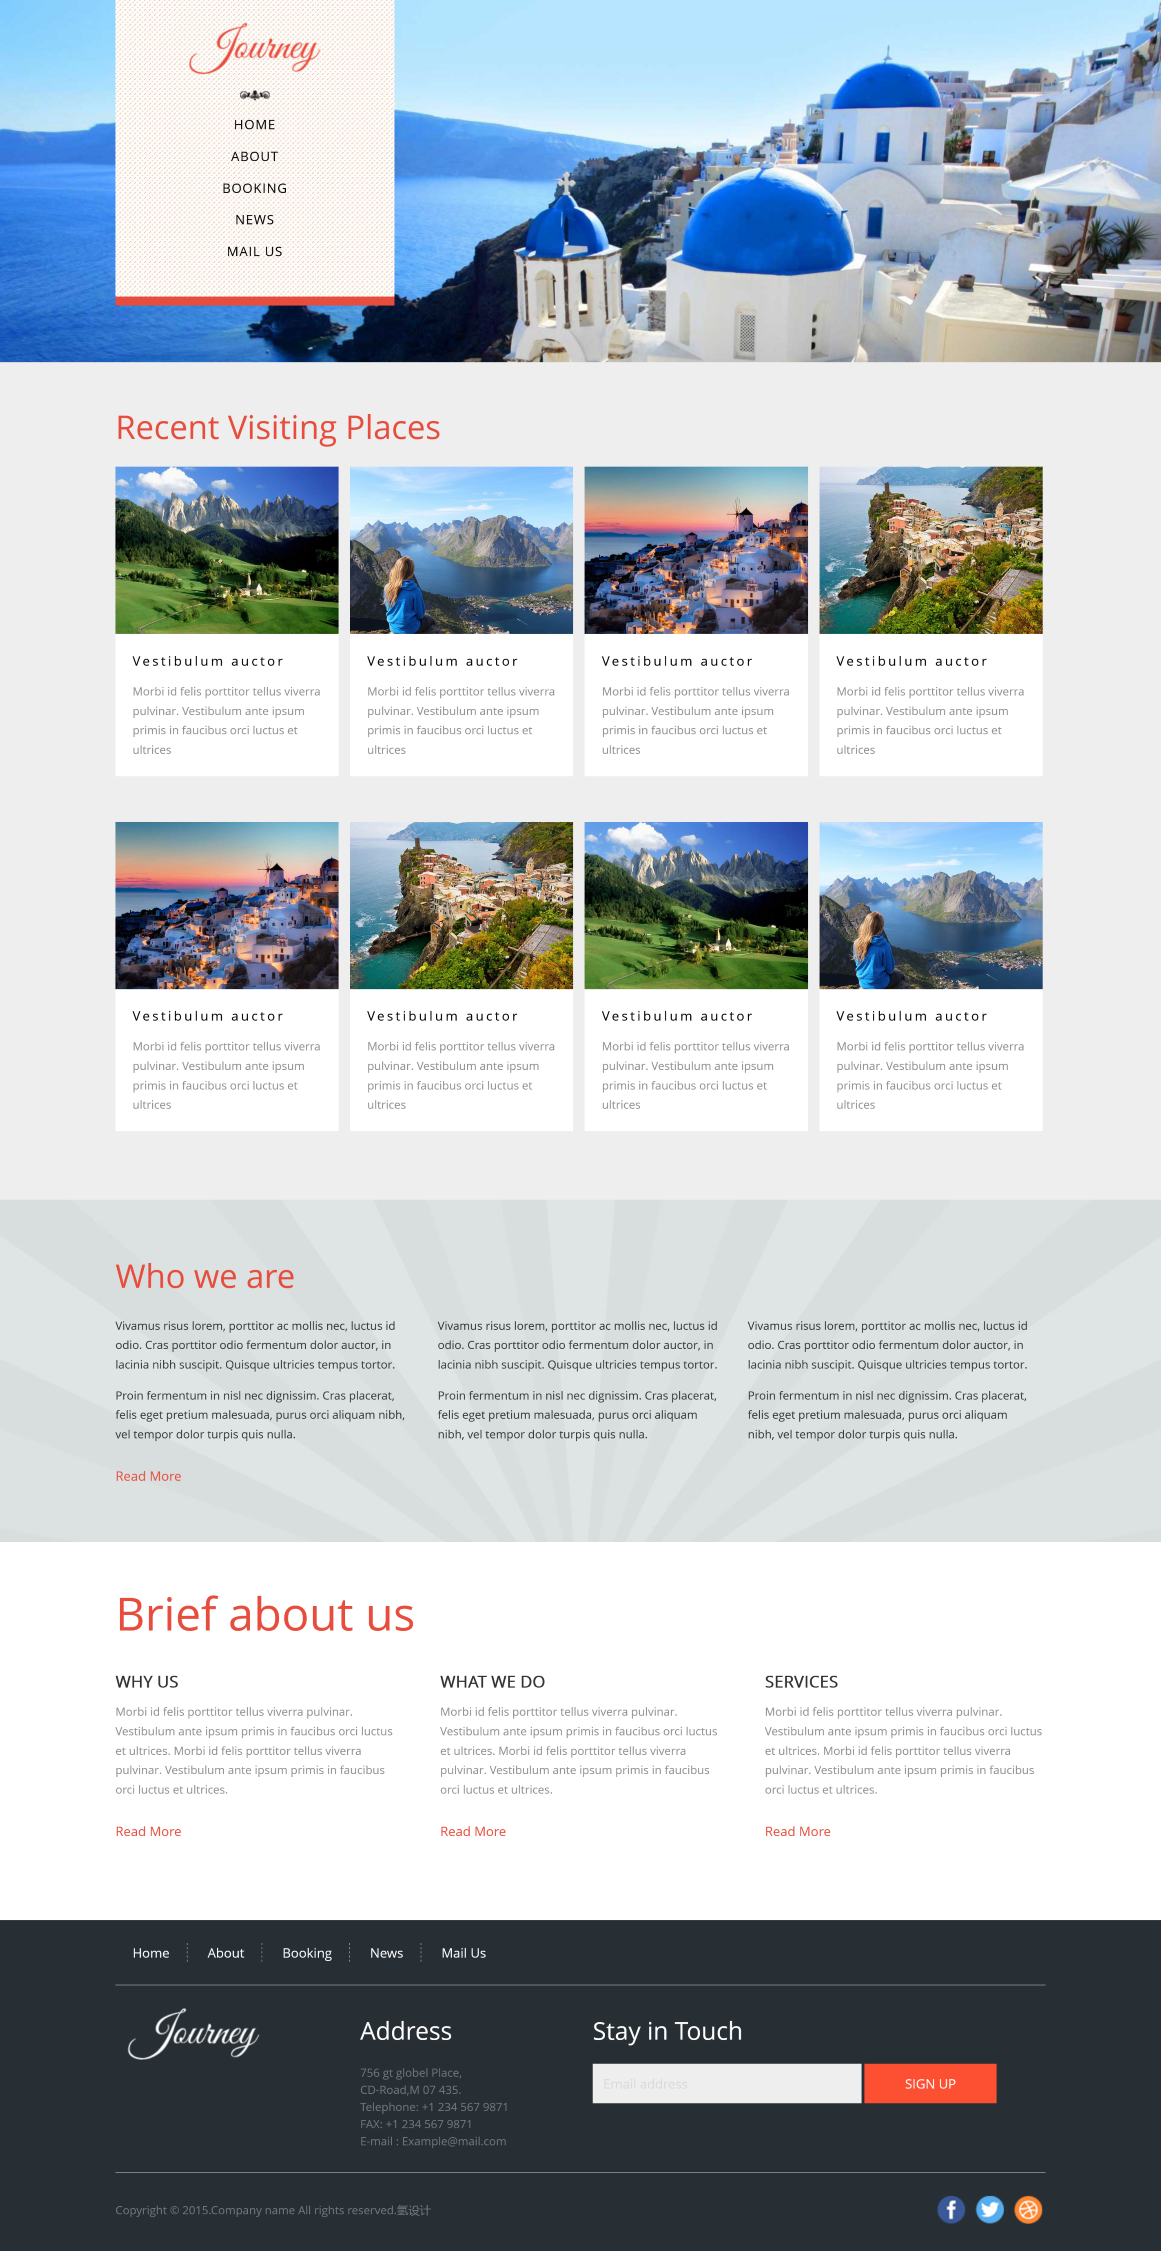 Journey
HOME
ABOUT
BOOKING
NEWS
MAIL US
Recent Visiting Places
Vestibulum auctor
Morbi id felis porttitor tellus viverra
pulvinar. Vestibulum ante ipsum
primis in faucibus orci luctus et
ultrices
Vestibulum auctor
Morbi id felis porttitor tellus viverra
pulvinar. Vestibulum ante ipsum
primis in faucibus orci luctus et
ultrices
Vestibulum auctor
Morbi id felis porttitor tellus viverra
pulvinar. Vestibulum ante ipsum
primis in faucibus orci luctus et
ultrices
Vestibulum auctor
Morbi id felis porttitor tellus viverra
pulvinar. Vestibulum ante ipsum
primis in faucibus orci luctus et
ultrices
Vestibulum auctor
Morbi id felis porttitor tellus viverra
pulvinar. Vestibulum ante ipsum
primis in faucibus orci luctus et
ultrices
Vestibulum auctor
Morbi id felis porttitor tellus viverra
pulvinar. Vestibulum ante ipsum
primis in faucibus orci luctus et
ultrices
Vestibulum auctor
Morbi id felis porttitor tellus viverra
pulvinar. Vestibulum ante ipsum
primis in faucibus orci luctus et
ultrices
Vestibulum auctor
Morbi id felis porttitor tellus viverra
pulvinar. Vestibulum ante ipsum
primis in faucibus orci luctus et
ultrices
Who we are
Vivamus risus lorem, porttitor ac mollis nec, luctus id
odio. Cras porttitor odio fermentum dolor auctor, in
lacinia nibh suscipit. Quisque ultricies tempus tortor.
Proin fermentum in nisl nec dignissim. Cras placerat,
felis eget pretium malesuada, purus orci aliquam nibh,
vel tempor dolor turpis quis nulla.
Read More
Vivamus risus lorem, porttitor ac mollis nec, luctus id
odio. Cras porttitor odio fermentum dolor auctor, in
lacinia nibh suscipit. Quisque ultricies tempus tortor.
Proin fermentum in nisl nec dignissim. Cras placerat,
felis eget pretium malesuada, purus orci aliquam
nibh, vel tempor dolor turpis quis nulla.
Vivamus risus lorem, porttitor ac mollis nec, luctus id
odio. Cras porttitor odio fermentum dolor auctor, in
lacinia nibh suscipit. Quisque ultricies tempus tortor.
Proin fermentum in nisl nec dignissim. Cras placerat,
felis eget pretium malesuada, purus orci aliquam
nibh, vel tempor dolor turpis quis nulla.
Brief about us
WHY US
Morbi id felis porttitor tellus viverra pulvinar.
Vestibulum ante ipsum primis in faucibus orci luctus
et ultrices. Morbi id felis porttitor tellus viverra
pulvinar. Vestibulum ante ipsum primis in faucibus
orci luctus et ultrices.
Read More
WHAT WE DO
Morbi id felis porttitor tellus viverra pulvinar.
Vestibulum ante ipsum primis in faucibus orci luctus
et ultrices. Morbi id felis porttitor tellus viverra
pulvinar. Vestibulum ante ipsum primis in faucibus
orci luctus et ultrices.
Read More
SERVICES
Morbi id felis porttitor tellus viverra pulvinar.
Vestibulum ante ipsum primis in faucibus orci luctus
et ultrices. Morbi id felis porttitor tellus viverra
pulvinar. Vestibulum ante ipsum primis in faucibus
orci luctus et ultrices.
Read More
Home About Booking News Mail Us
Journey
Address
756 gt globel Place,
CD-Road,M 07 435.
Telephone: +1 234 567 9871
FAX: +1 234 567 9871
E-mail : Example@mail.com
Stay in Touch
Email address
SIGN UP
Copyright © 2015.Company name All rights reserved.氢设计